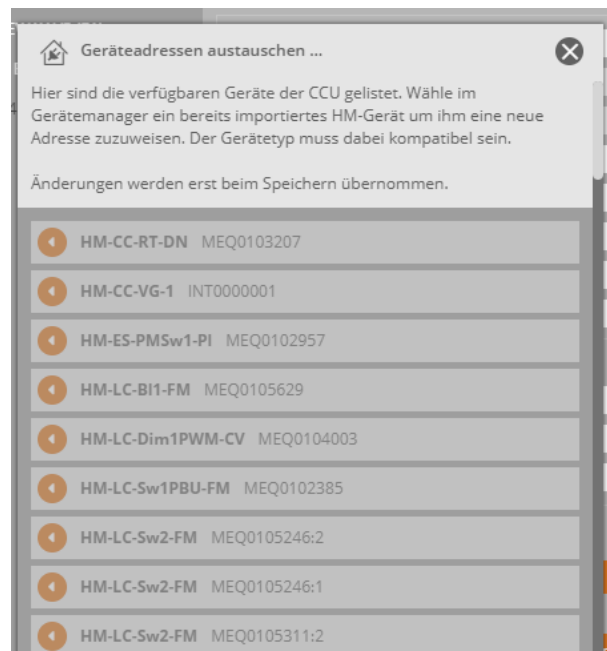 Geräteadressen austauschen ...
Hier sind die verfügbaren Geräte der CCU gelistet. Wähle im
Gerätemanager ein bereits importiertes HM-Gerät um ihm eine neue
Adresse zuzuweisen. Der Gerätetyp muss dabei kompatibel sein.
Änderungen werden erst beim Speichern übernommen.
HM-CC-RT-DN MEQ0103207
HM-CC-VG-1 INT0000001
HM-ES-PMSw1-Pl MEQ0102957
HM-LC-Bl1-FM MEQ0105629
HM-LC-Dim1PWM-CV MEQ0104003
HM-LC-Sw1PBU-FM MEQ0102385
HM-LC-Sw2-FM MEQ0105246:2
HM-LC-Sw2-FM MEQ0105246:1
HM-LC-Sw2-FM MEQ0105311:2